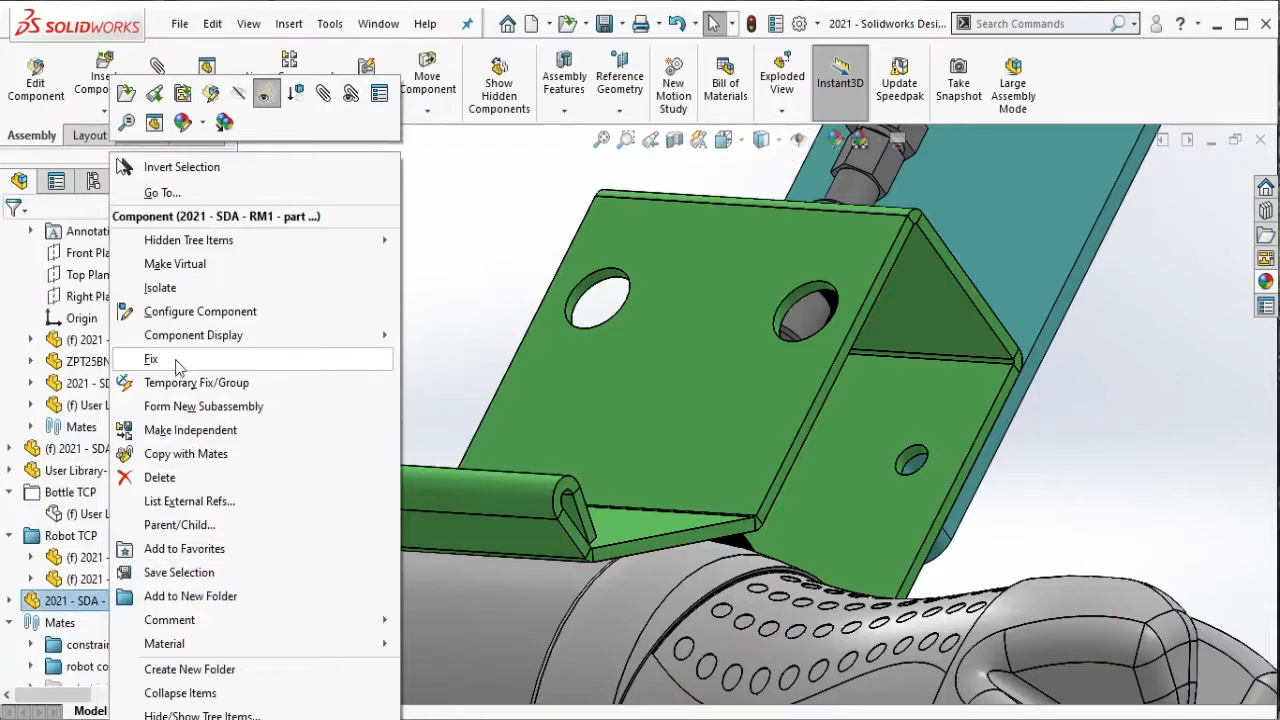 SOLIDWORKS
File Edit View Insert Tools Window Help
2021 - Solidworks Desi...
Search Commands
Edit Component
Move Component
Show Hidden Components
Assembly Features
Reference Geometry
New Motion Study
Bill of Materials
Exploded View
Instant3D
Update Speedpak
Take Snapshot
Large Assembly Mode
Assembly Layout
Invert Selection
Go To...
Component (2021 - SDA - RM1 - part ...)
Hidden Tree Items
Make Virtual
Isolate
Configure Component
Component Display
Fix
Temporary Fix/Group
Form New Subassembly
Make Independent
Copy with Mates
Delete
List External Refs...
Parent/Child...
Add to Favorites
Save Selection
Add to New Folder
Comment
Material
Create New Folder
Collapse Items
Hide/Show Tree Items...
Annotati
Front Pla
Top Plan
Right Pla
Origin
(f) 2021 -
ZPT25BN
2021 - SD
(f) User L
Mates
(f) 2021 - SDA
User Library-
Bottle TCP
(f) User L
Robot TCP
(f) 2021
(f) 2021
2021 - SDA -
Mates
constrain
robot co
Model